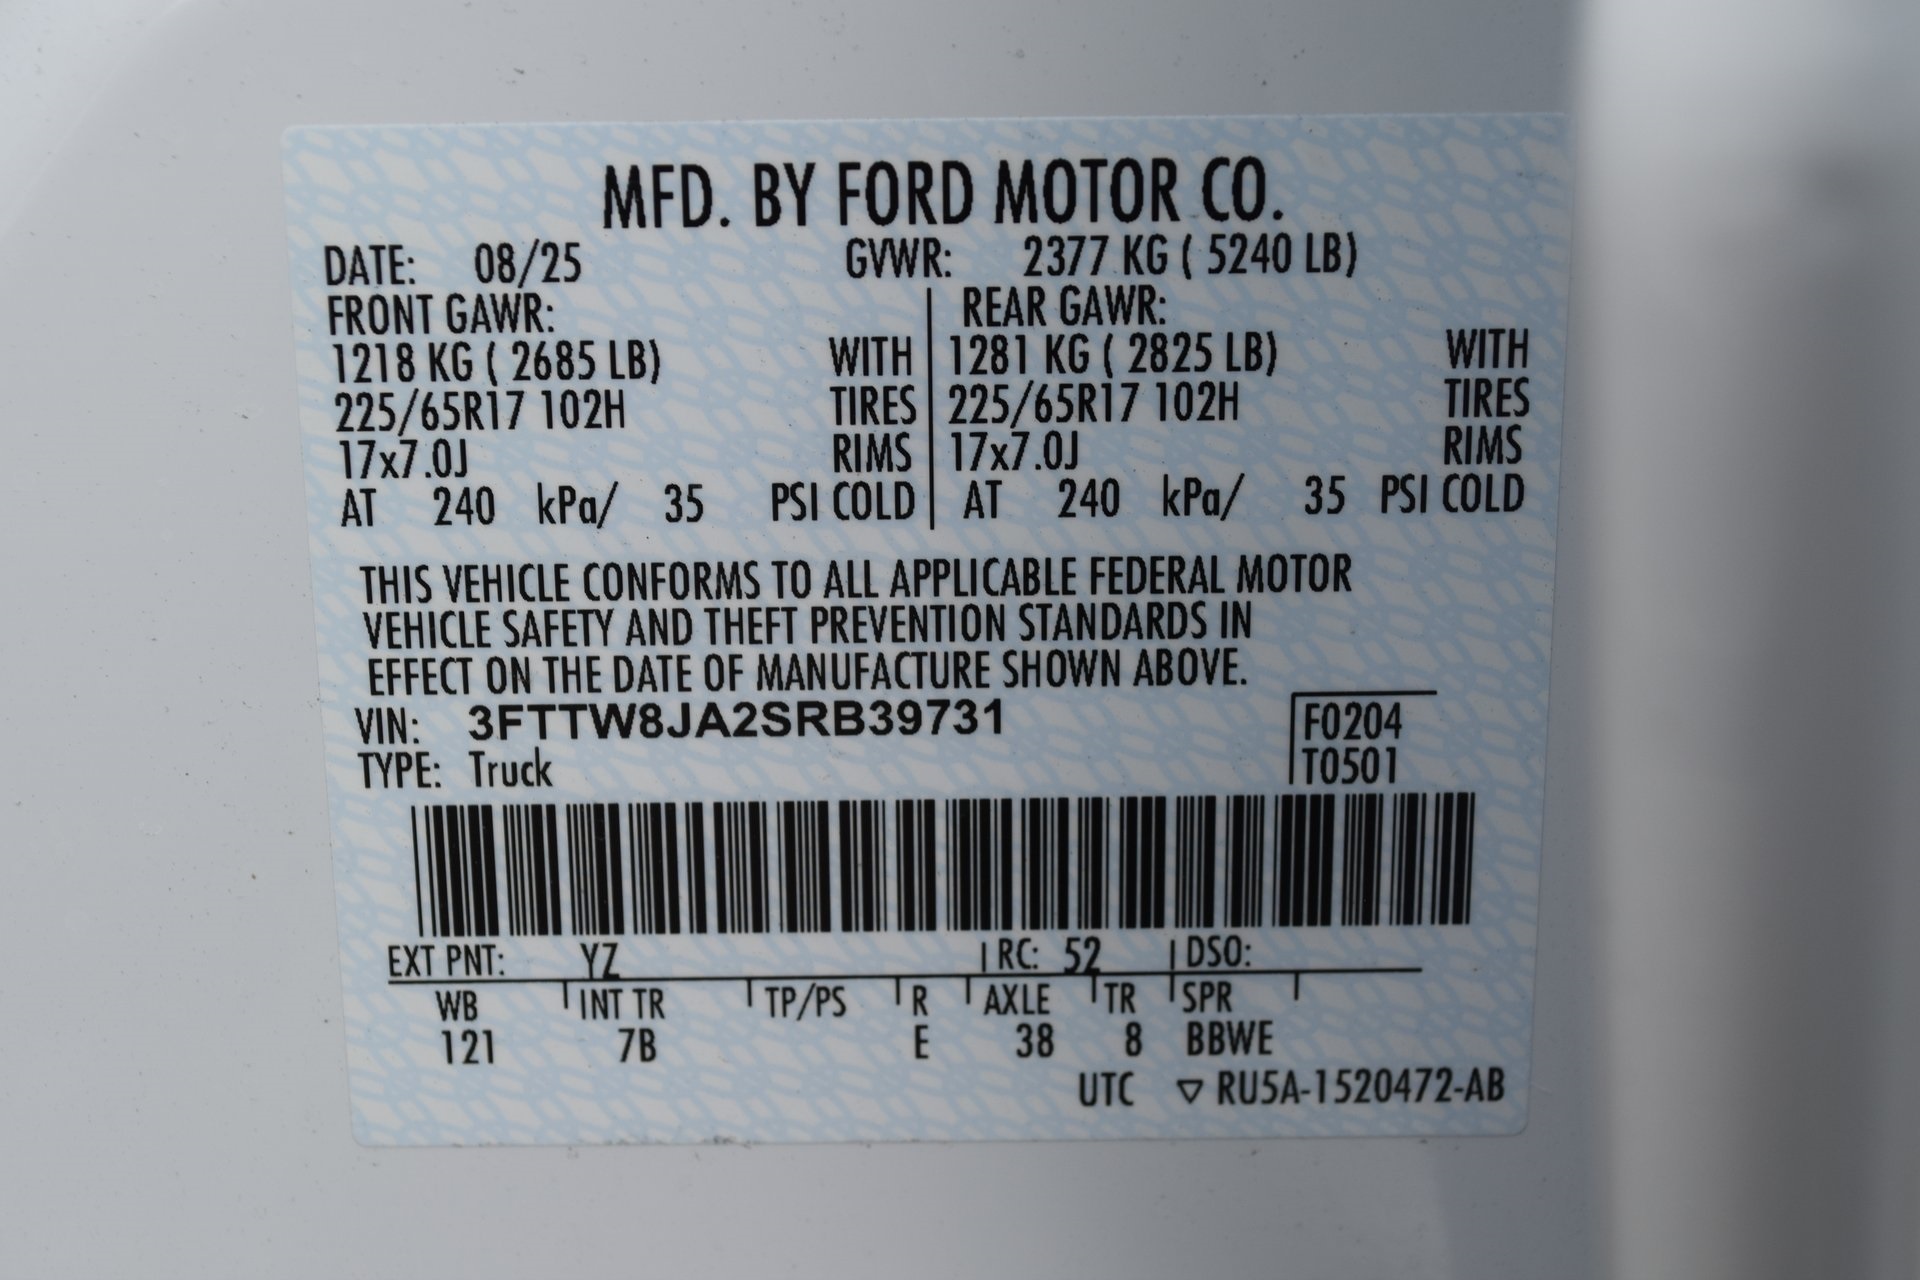 MFD. BY FORD MOTOR CO.
DATE: 08/25 GVWR: 2377 KG ( 5240 LB)
FRONT GAWR: REAR GAWR:
1218 KG ( 2685 LB) WITH 1281 KG ( 2825 LB) WITH
225/65R17 102H TIRES 225/65R17 102H TIRES
17x7.0J RIMS 17x7.0J RIMS
AT 240 kPa/ 35 PSI COLD AT 240 kPa/ 35 PSI COLD
THIS VEHICLE CONFORMS TO ALL APPLICABLE FEDERAL MOTOR
VEHICLE SAFETY AND THEFT PREVENTION STANDARDS IN
EFFECT ON THE DATE OF MANUFACTURE SHOWN ABOVE.
VIN: 3FTTW8JA2SRB39731 F0204
TYPE: Truck T0501
EXT PNT: YZ RC: 52 DSO:
WB INT TR TP/PS R AXLE TR SPR
121 7B E 38 8 BBWE
UTC ▽ RU5A-1520472-AB